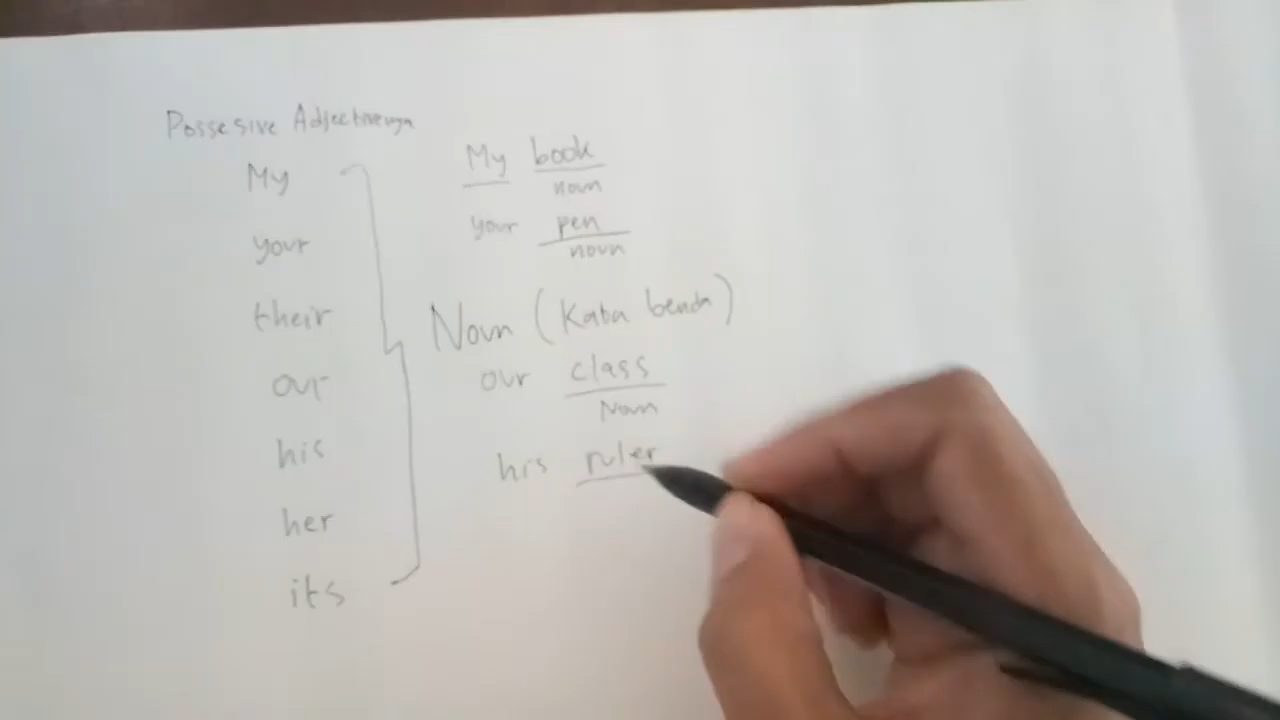 Possesive Adjectivenya
My
your
their
our
his
her
its
My book
noun
your pen
noun
Noun (Kata benda)
our class
Noun
his ruler